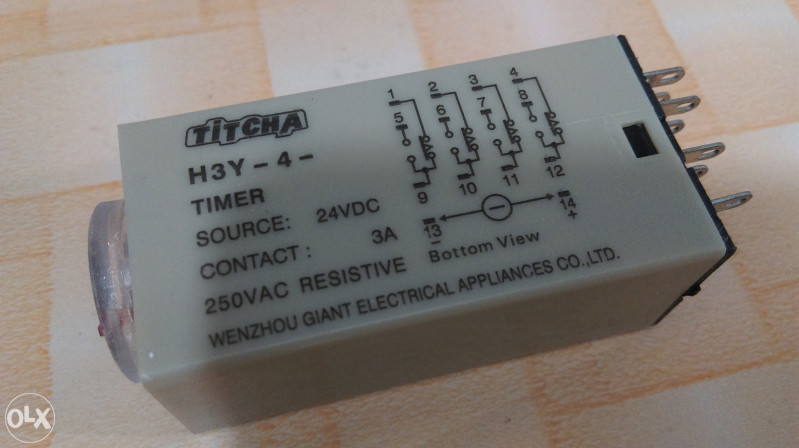 TITCHA
H3Y-4-
TIMER
SOURCE: 24VDC
CONTACT: 3A
250VAC RESISTIVE
WENZHOU GIANT ELECTRICAL APPLIANCES CO.,LTD.
1 2 3 4
5 6 7 8
9 10 11 12
13 14
- +
Bottom View
OLX